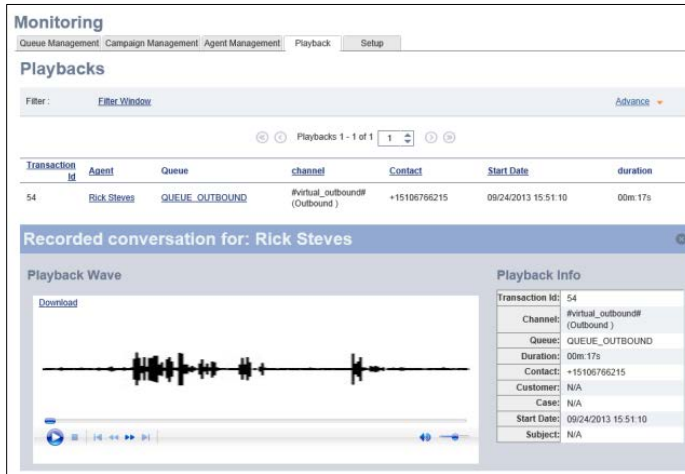 Monitoring
Queue Management Campaign Management Agent Management Playback Setup
Playbacks
Filter : Filter Window Advance
Playbacks 1 - 1 of 1 1
Transaction Id Agent Queue channel Contact Start Date duration
54 Rick Steves QUEUE_OUTBOUND #virtual_outbound# (Outbound ) +15106766215 09/24/2013 15:51:10 00m:17s
Recorded conversation for: Rick Steves
Playback Wave
Download
Playback Info
Transaction Id: 54
Channel: #virtual_outbound# (Outbound )
Queue: QUEUE_OUTBOUND
Duration: 00m:17s
Contact: +15106766215
Customer: N/A
Case: N/A
Start Date: 09/24/2013 15:51:10
Subject: N/A